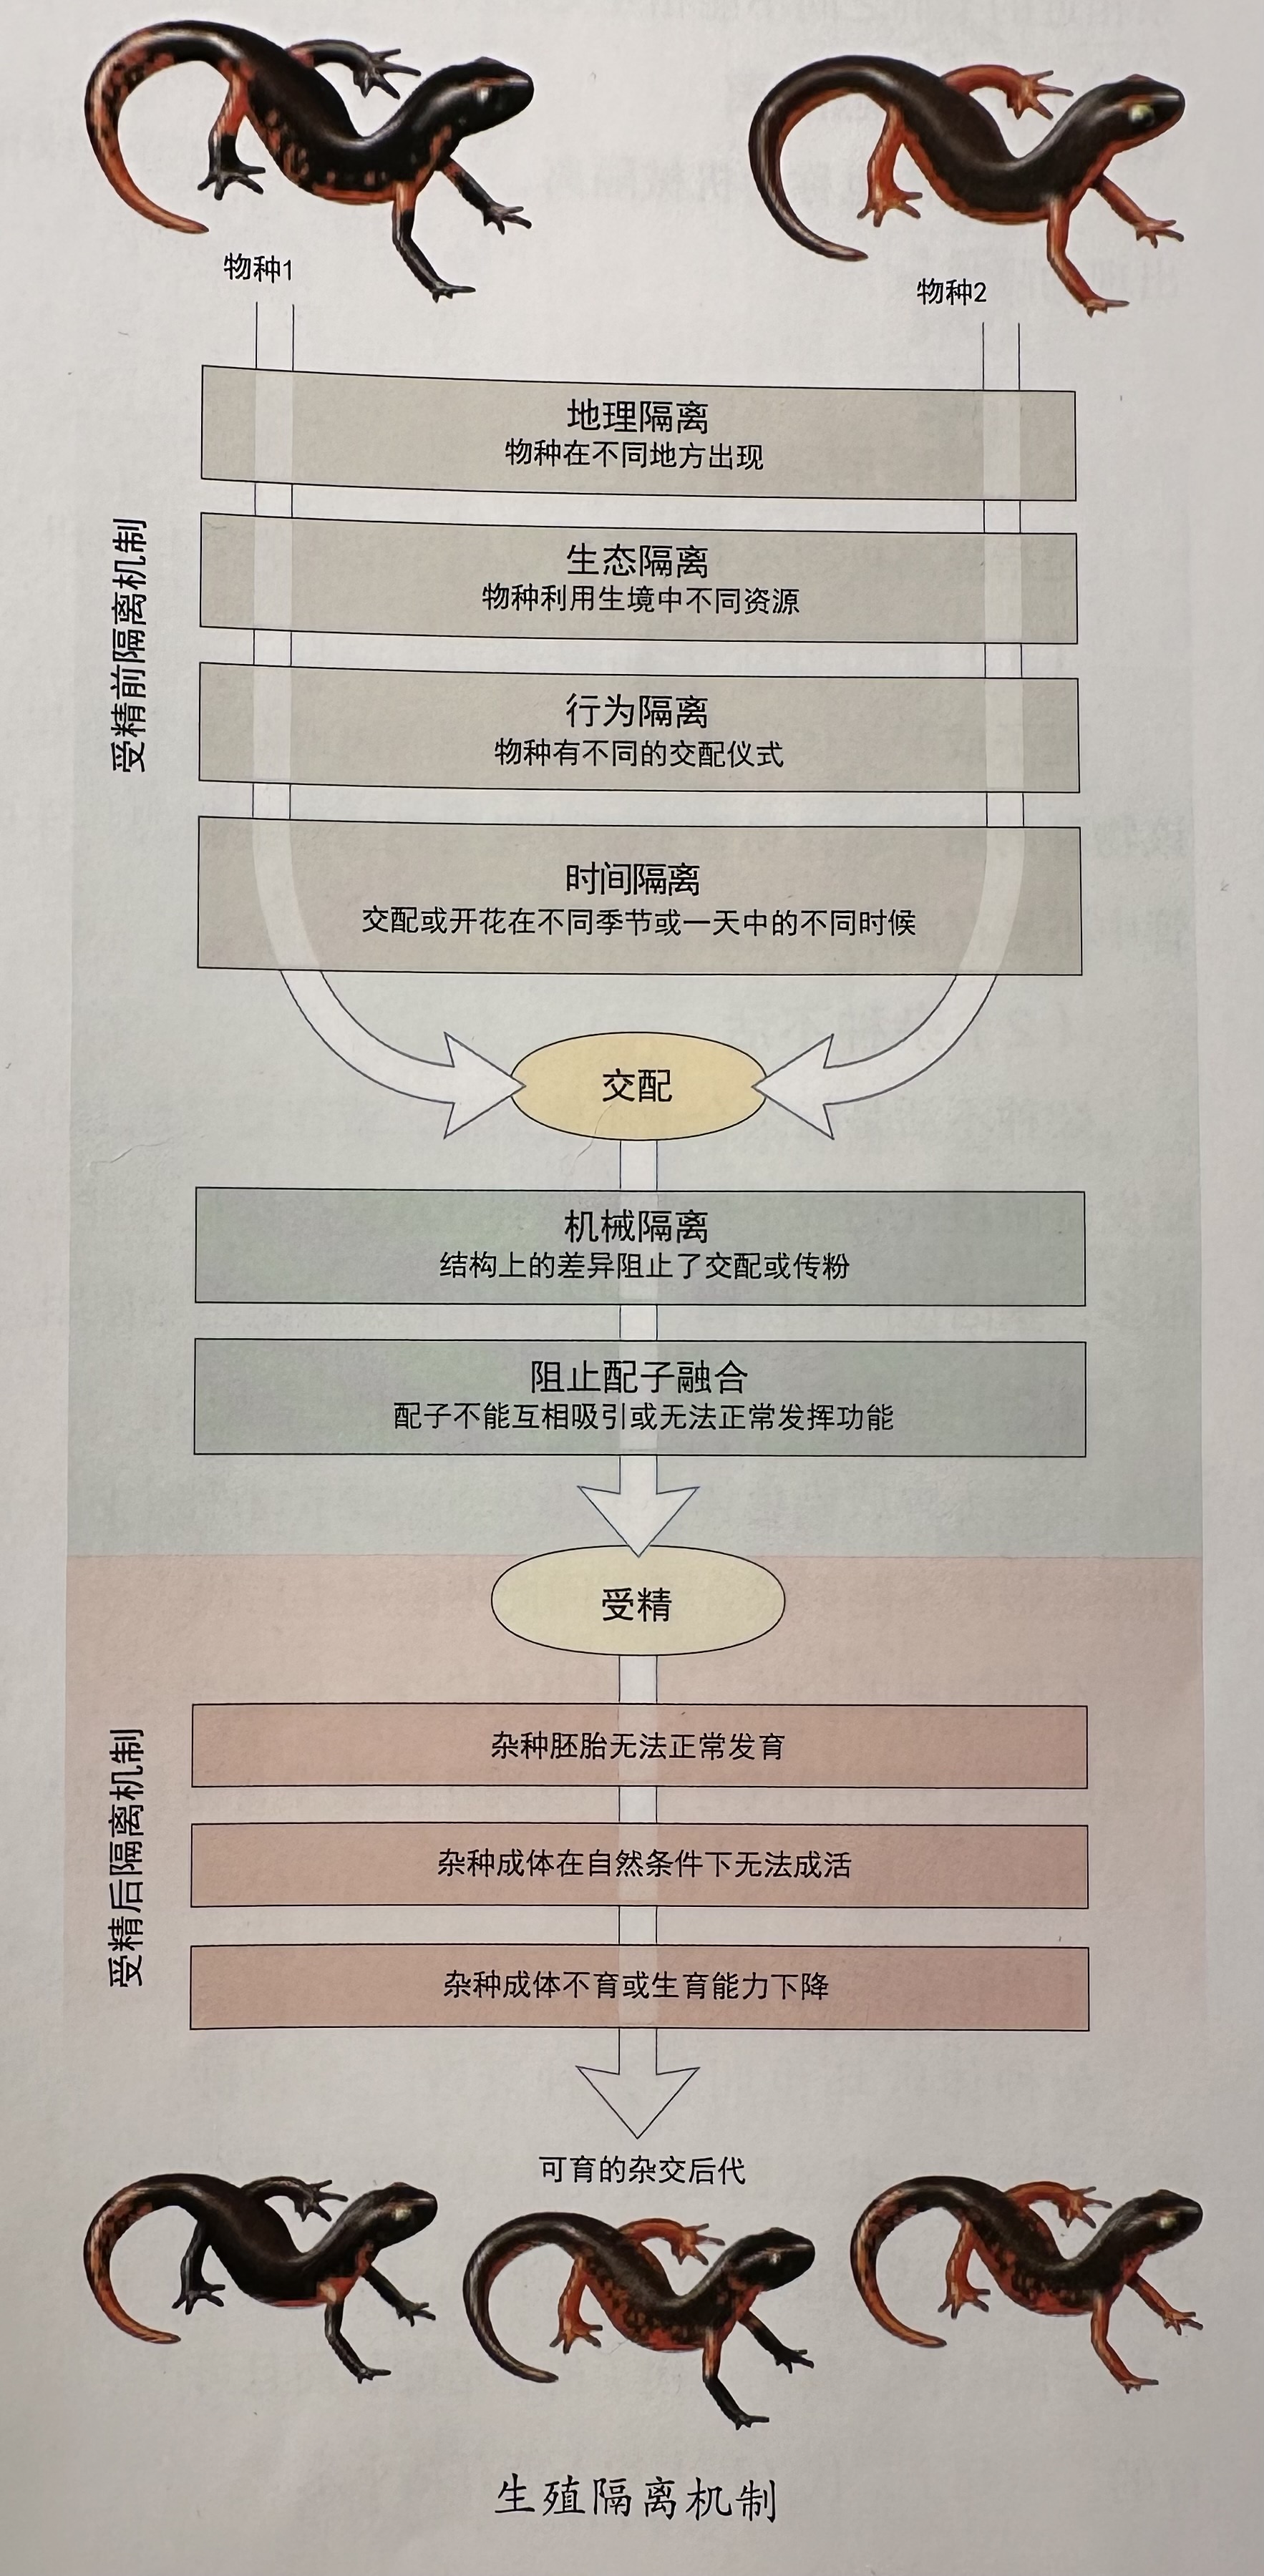 物种1
物种2
地理隔离
物种在不同地方出现
生态隔离
物种利用生境中不同资源
行为隔离
物种有不同的交配仪式
时间隔离
交配或开花在不同季节或一天中的不同时候
受精前隔离机制
交配
机械隔离
结构上的差异阻止了交配或传粉
阻止配子融合
配子不能互相吸引或无法正常发挥功能
受精
杂种胚胎无法正常发育
杂种成体在自然条件下无法成活
杂种成体不育或生育能力下降
受精后隔离机制
可育的杂交后代
生殖隔离机制